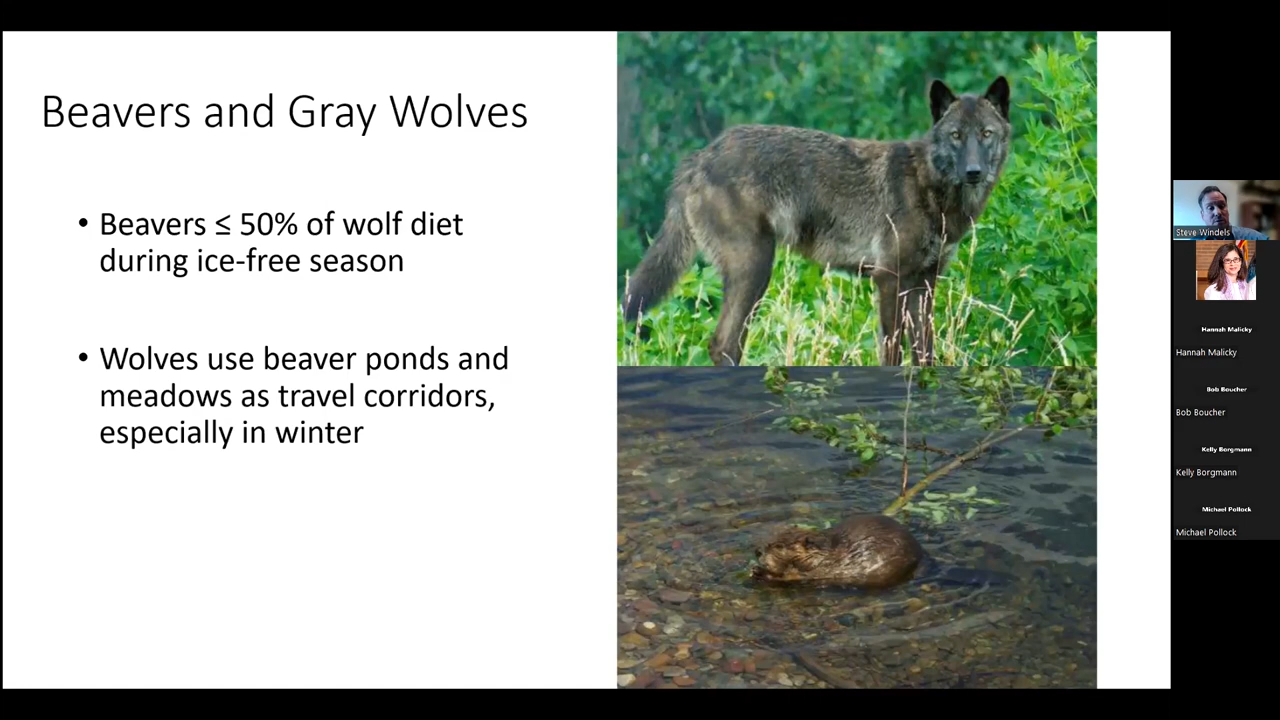 Beavers and Gray Wolves
• Beavers ≤ 50% of wolf diet
during ice-free season
• Wolves use beaver ponds and
meadows as travel corridors,
especially in winter
Steve Windels
Hannah Malicky
Hannah Malicky
Bob Boucher
Bob Boucher
Kelly Borgmann
Kelly Borgmann
Michael Pollock
Michael Pollock